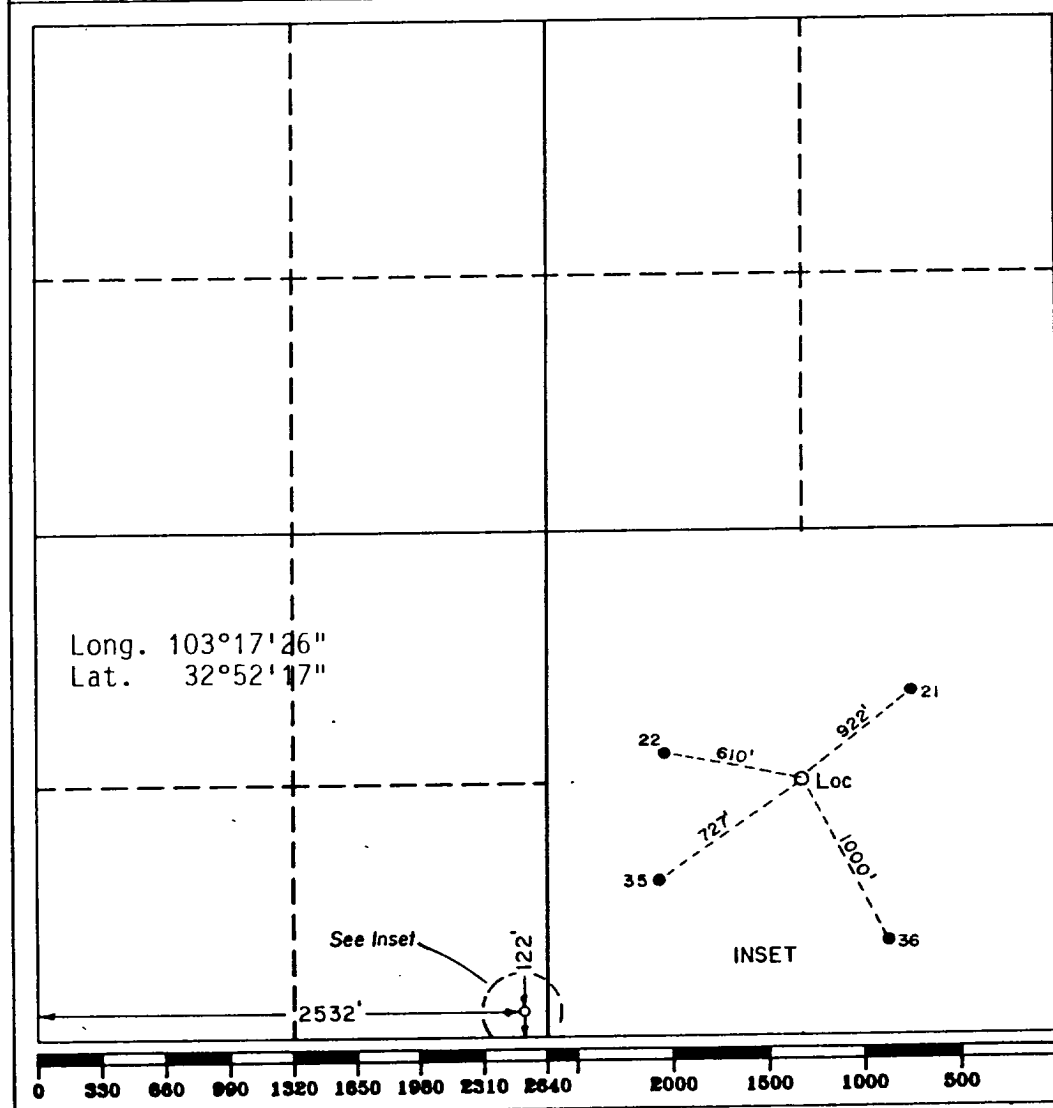 Long. 103°17'26"
Lat. 32°52'17"
21
922'
22
610'
Loc
727'
1000'
35
36
See Inset
122'
INSET
2532'
0 330 660 990 1320 1650 1980 2310 2640 2000 1500 1000 500